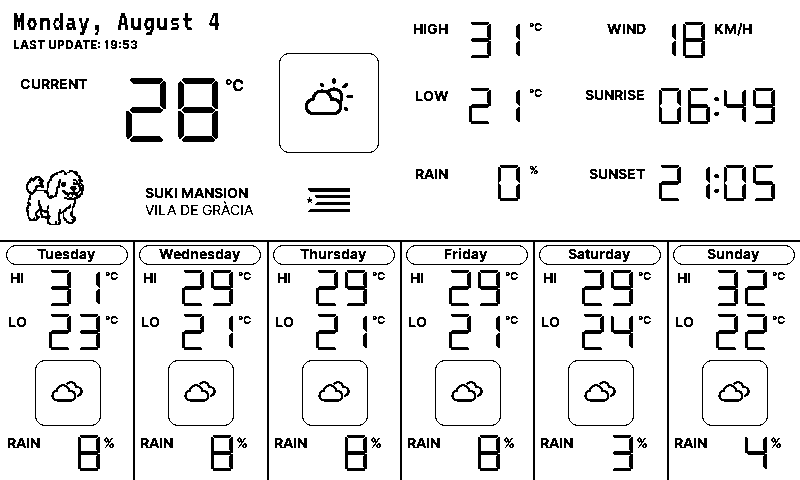 Monday, August 4
LAST UPDATE: 19:53
CURRENT 28 °C
SUKI MANSION
VILA DE GRÀCIA
HIGH 31 °C
LOW 21 °C
RAIN 0 %
WIND 18 KM/H
SUNRISE 06:49
SUNSET 21:05
Tuesday
HI 31 °C
LO 23 °C
RAIN 8 %
Wednesday
HI 29 °C
LO 21 °C
RAIN 8 %
Thursday
HI 29 °C
LO 21 °C
RAIN 8 %
Friday
HI 29 °C
LO 21 °C
RAIN 8 %
Saturday
HI 29 °C
LO 24 °C
RAIN 3 %
Sunday
HI 32 °C
LO 22 °C
RAIN 4 %